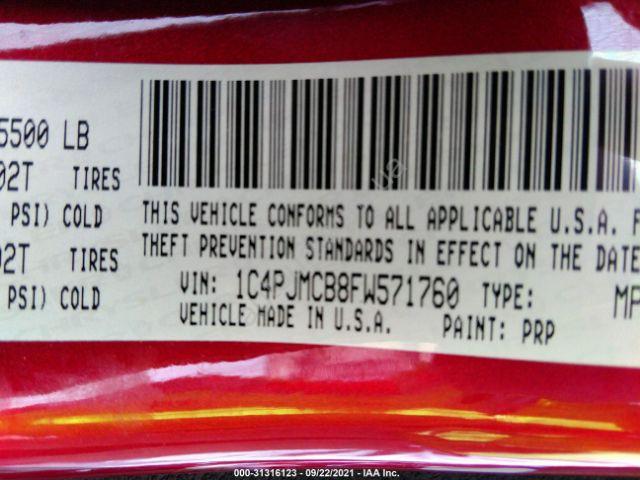 5500 LB
02T TIRES
PSI) COLD
02T TIRES
PSI) COLD
THIS VEHICLE CONFORMS TO ALL APPLICABLE U.S.A. F
THEFT PREVENTION STANDARDS IN EFFECT ON THE DATE
VIN: 1C4PJMCB8FW571760 TYPE: MP
VEHICLE MADE IN U.S.A. PAINT: PRP
000-31316123 - 09/22/2021 - IAA Inc.